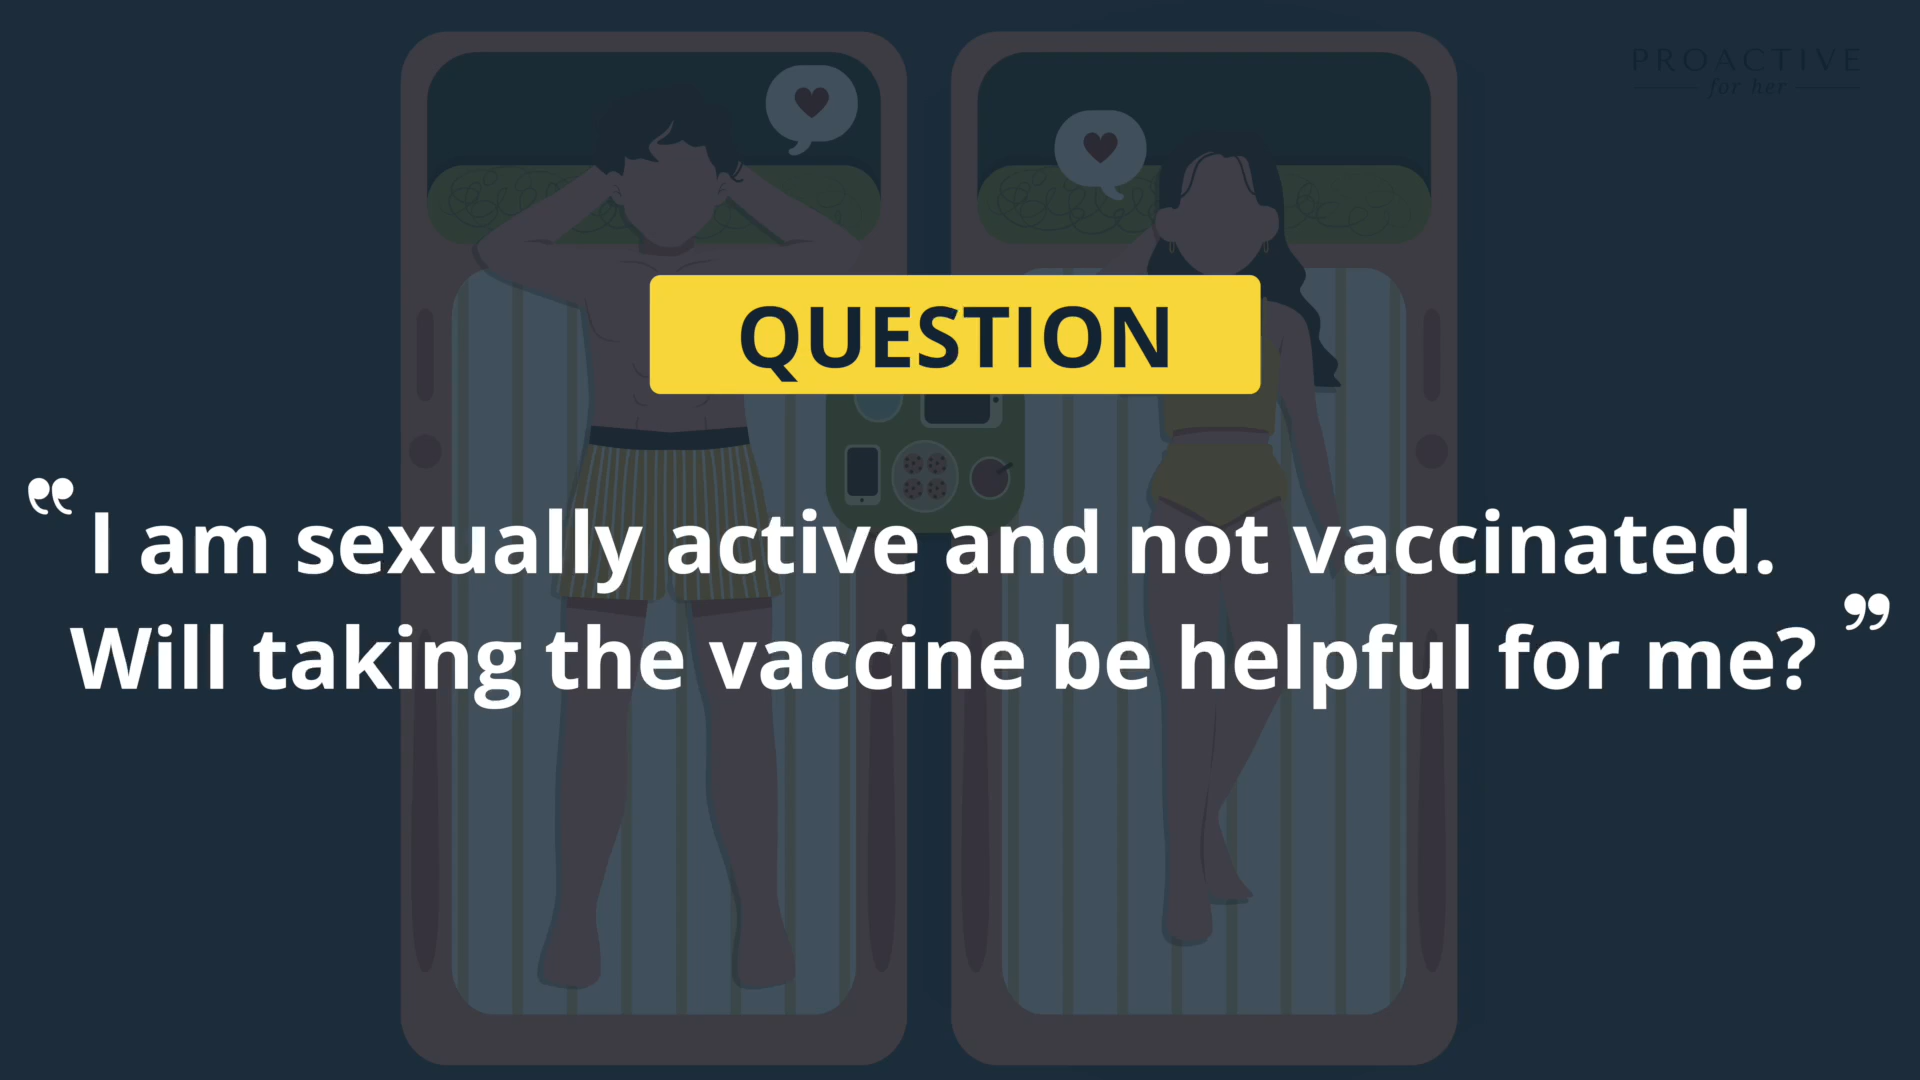 PROACTIVE
for her
QUESTION
❝ I am sexually active and not vaccinated.
Will taking the vaccine be helpful for me? ❞